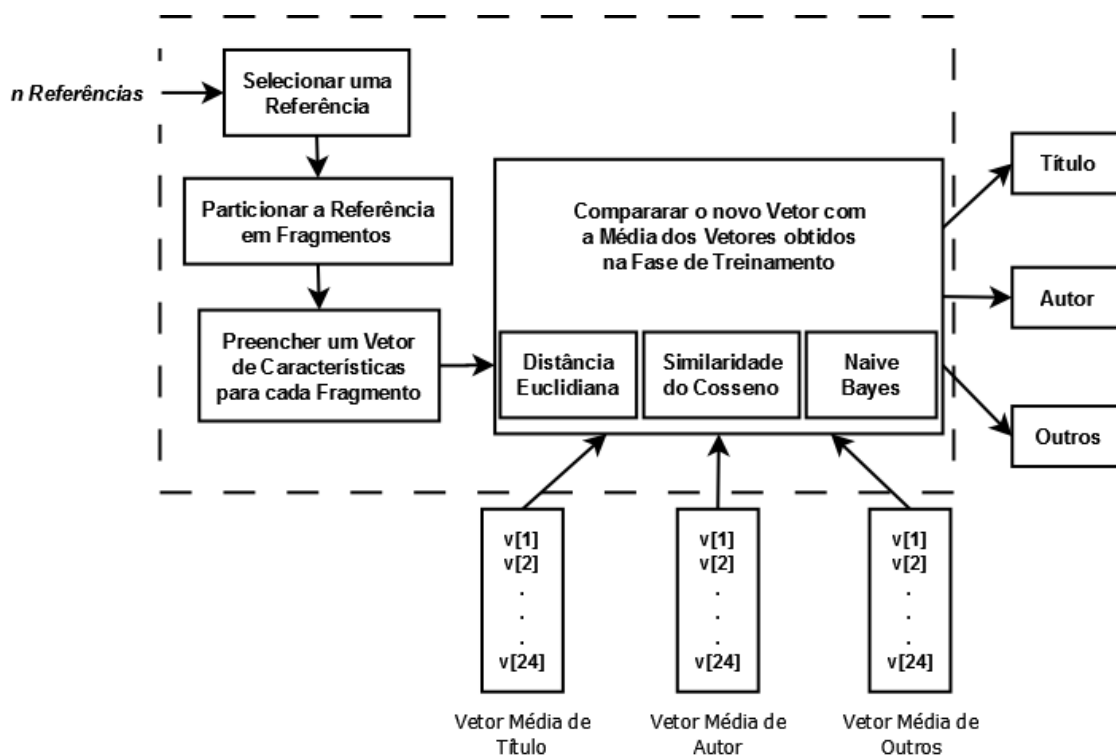 n Referências
Selecionar uma
Referência
Particionar a Referência
em Fragmentos
Preencher um Vetor
de Características
para cada Fragmento
Compararar o novo Vetor com
a Média dos Vetores obtidos
na Fase de Treinamento
Distância
Euclidiana
Similaridade
do Cosseno
Naive
Bayes
Título
Autor
Outros
v[1]
v[2]
.
.
.
v[24]
Vetor Média de
Título
v[1]
v[2]
.
.
.
v[24]
Vetor Média de
Autor
v[1]
v[2]
.
.
.
v[24]
Vetor Média de
Outros